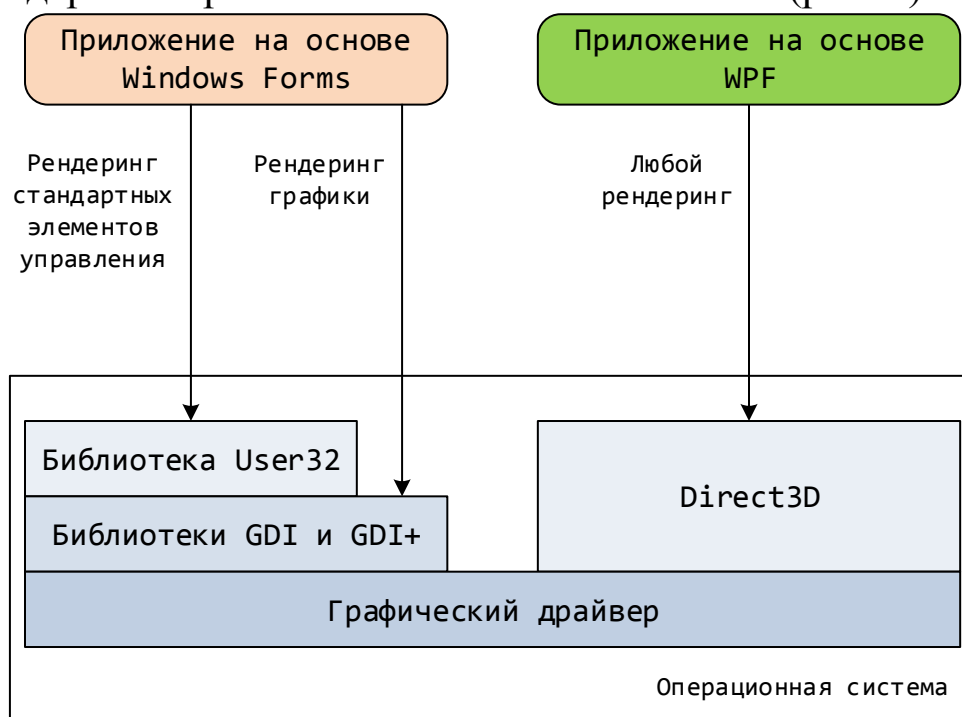 Приложение на основе
Windows Forms
Приложение на основе
WPF
Рендеринг
стандартных
элементов
управления
Рендеринг
графики
Любой
рендеринг
Библиотека User32
Библиотеки GDI и GDI+
Direct3D
Графический драйвер
Операционная система